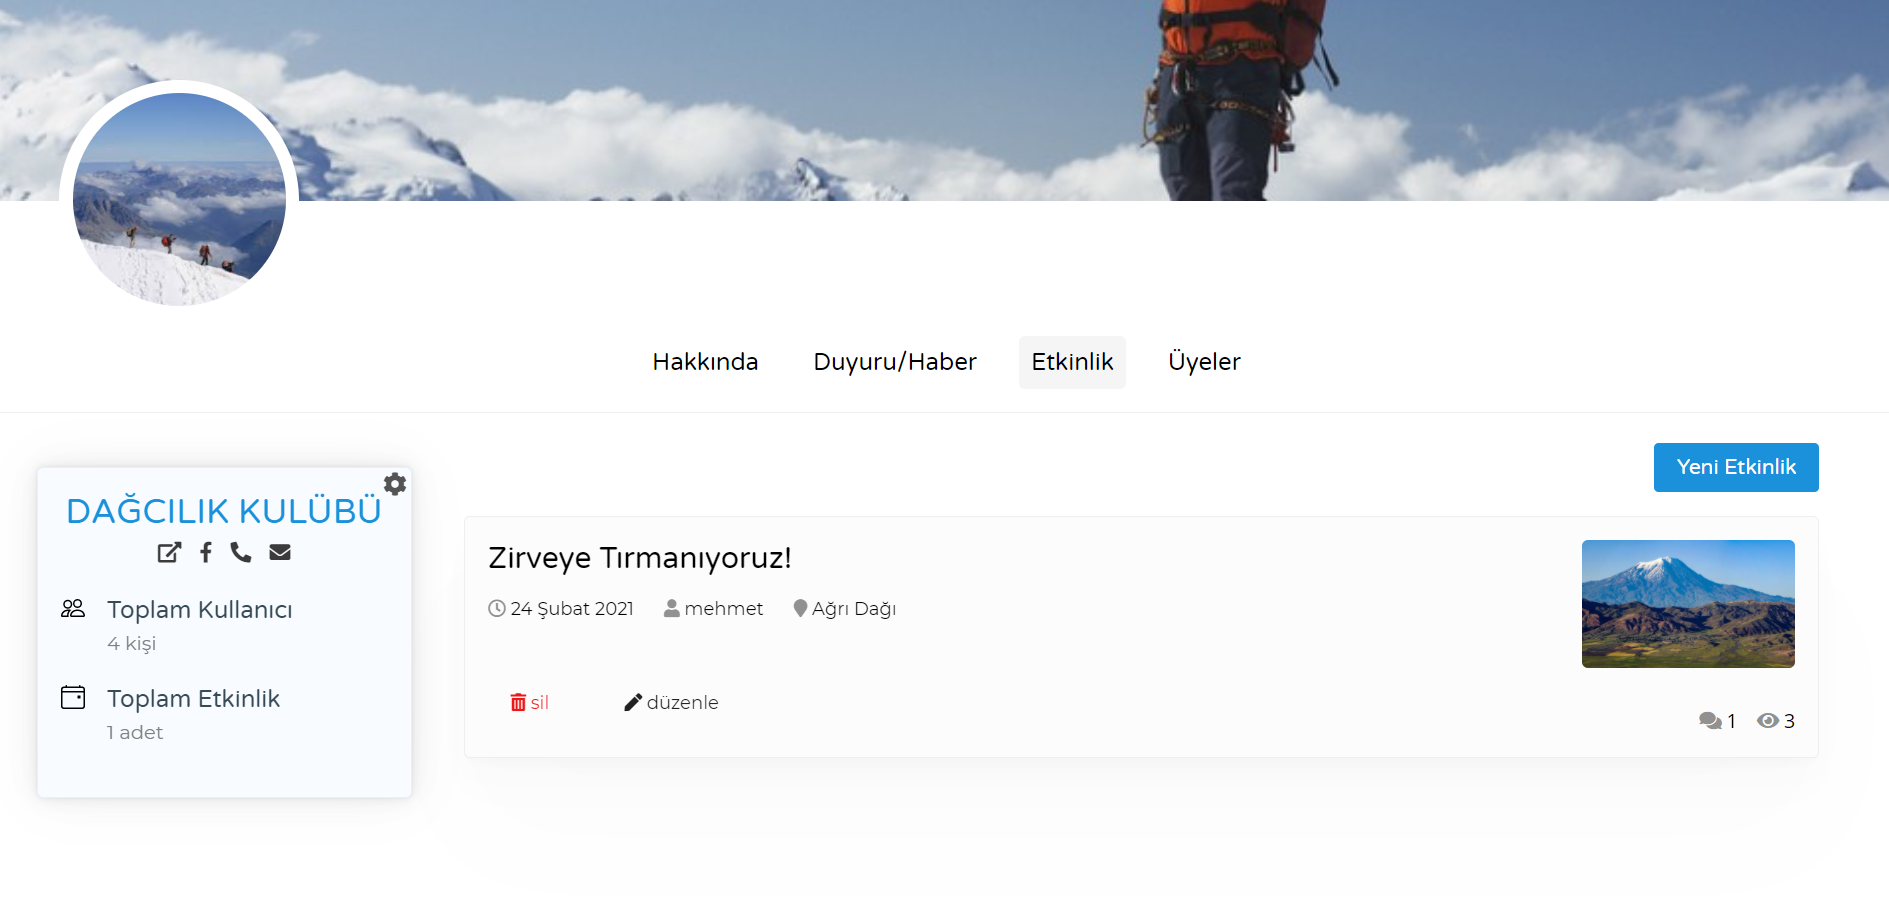 Hakkında
Duyuru/Haber
Etkinlik
Üyeler
Yeni Etkinlik
DAĞCILIK KULÜBÜ
Toplam Kullanıcı
4 kişi
Toplam Etkinlik
1 adet
Zirveye Tırmanıyoruz!
24 Şubat 2021 mehmet Ağrı Dağı
sil düzenle
1 3